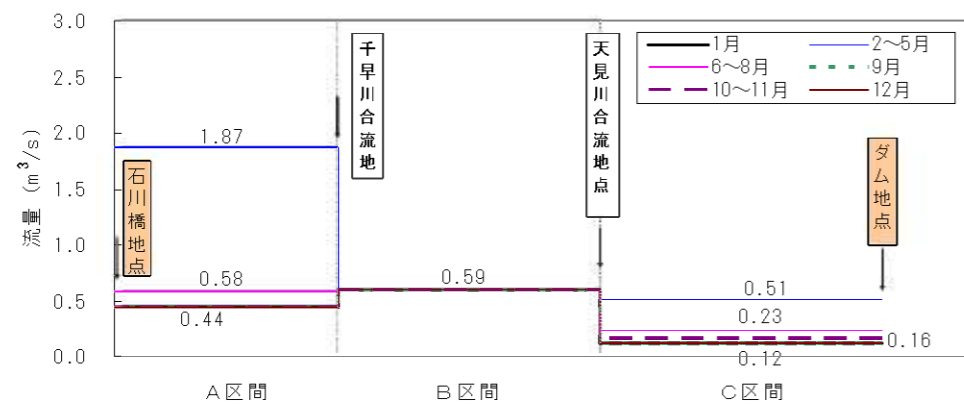 3.0
2.5
2.0
1.5
1.0
0.5
0.0
流量 (m³/s)
千早川合流地
天見川合流地点
石川橋地点
ダム地点
1月
2～5月
6～8月
9月
10～11月
12月
1.87
0.58
0.44
0.59
0.51
0.23
0.16
0.12
A区間
B区間
C区間